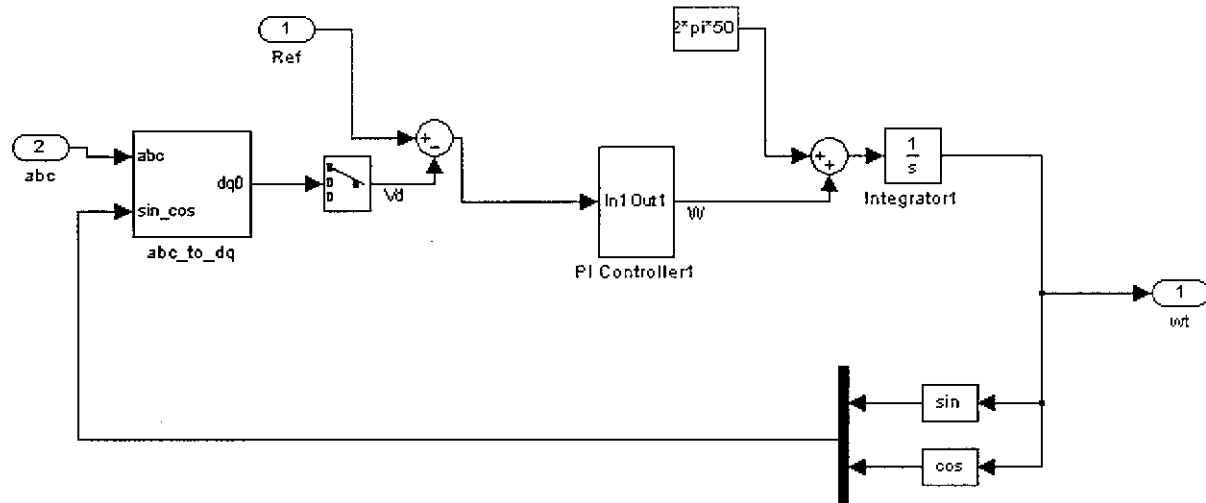 1
Ref
2*pi*50
2
abc
abc
dq0
sin_cos
abc_to_dq
Vd
+
-
In1 Out1
PI Controller1
W
+
+
1
s
Integrator1
1
wt
sin
cos